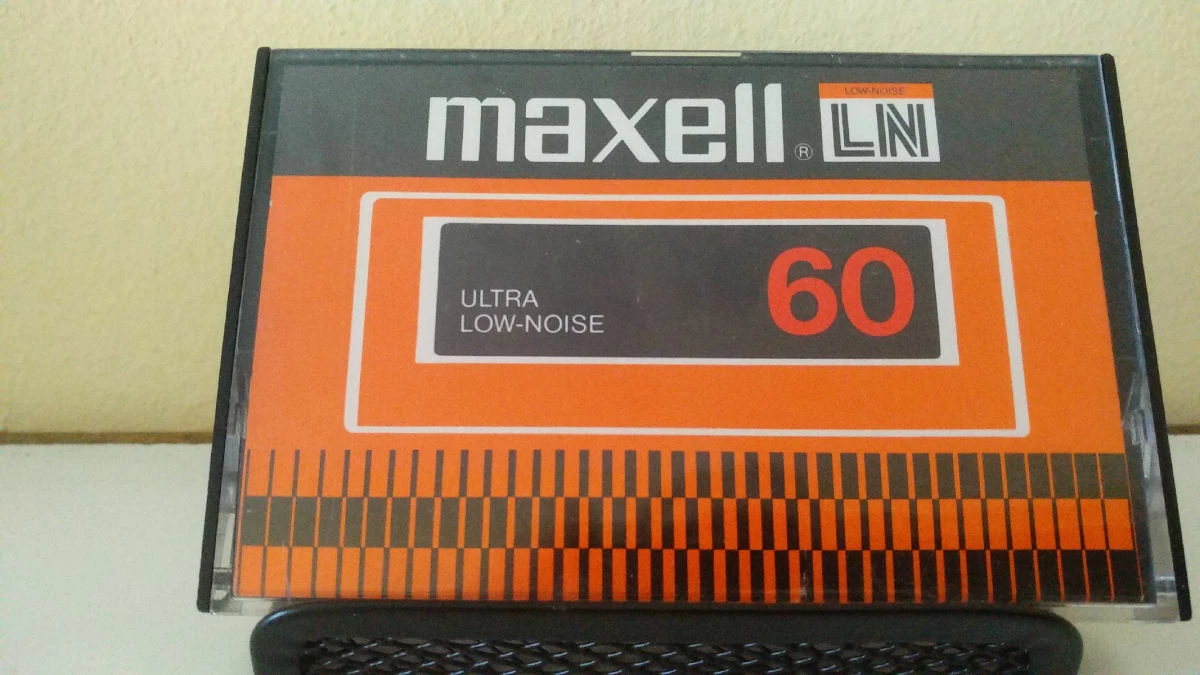 maxell®
LOW-NOISE
LN
ULTRA
LOW-NOISE
60